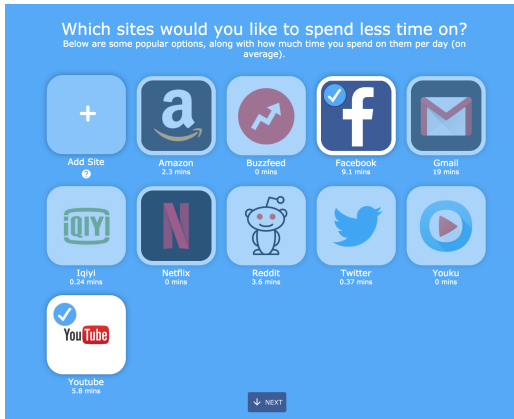 Which sites would you like to spend less time on?
Below are some popular options, along with how much time you spend on them per day (on
average).
Add Site
?
Amazon
2.3 mins
Buzzfeed
0 mins
Facebook
9.1 mins
Gmail
19 mins
iQIYI
Iqiyi
0.24 mins
Netflix
0 mins
Reddit
3.6 mins
Twitter
0.37 mins
Youku
0 mins
YouTube
Youtube
5.8 mins
NEXT